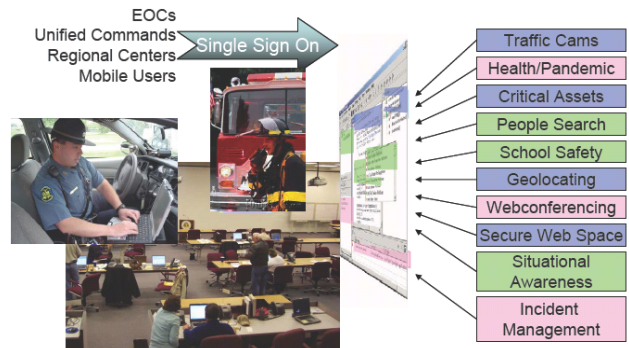 EOCs
Unified Commands
Regional Centers
Mobile Users
Single Sign On
Traffic Cams
Health/Pandemic
Critical Assets
People Search
School Safety
Geolocating
Webconferencing
Secure Web Space
Situational
Awareness
Incident
Management